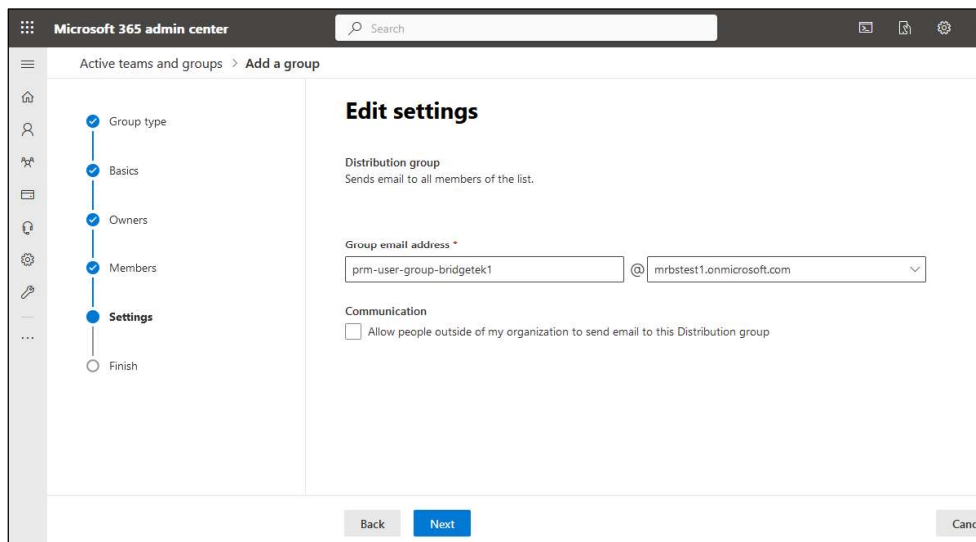 Microsoft 365 admin center
Search
Active teams and groups > Add a group
Group type
Basics
Owners
Members
Settings
Finish
Edit settings
Distribution group
Sends email to all members of the list.
Group email address *
prm-user-group-bridgetek1 @ mrbstest1.onmicrosoft.com
Communication
Allow people outside of my organization to send email to this Distribution group
Back Next Canc